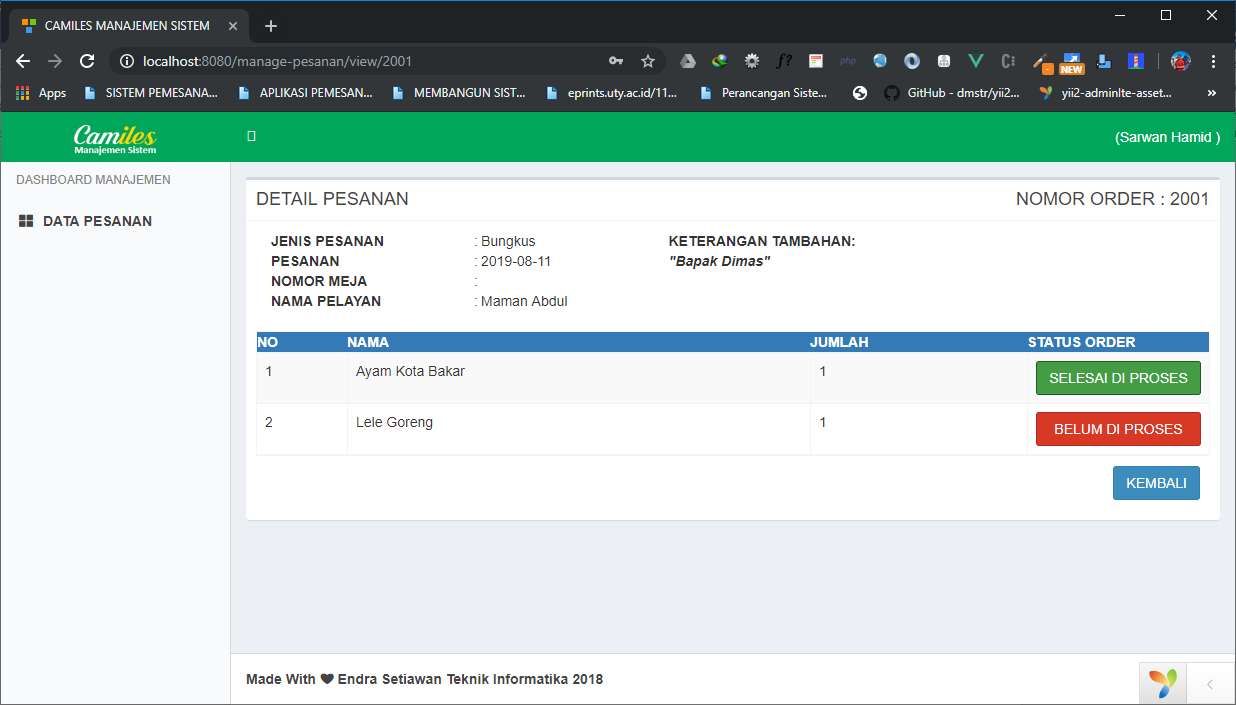 CAMILES MANAJEMEN SISTEM
localhost:8080/manage-pesanan/view/2001
f?
php
C
NEW
Apps
SISTEM PEMESANA...
APLIKASI PEMESAN...
MEMBANGUN SIST...
eprints.uty.ac.id/11...
Perancangan Siste...
GitHub - dmstr/yii2...
yii2-adminlte-asset...
»
Camiles
Manajemen Sistem
(Sarwan Hamid )
DASHBOARD MANAJEMEN
DATA PESANAN
DETAIL PESANAN NOMOR ORDER : 2001
JENIS PESANAN : Bungkus KETERANGAN TAMBAHAN:
PESANAN : 2019-08-11 "Bapak Dimas"
NOMOR MEJA :
NAMA PELAYAN : Maman Abdul
NO NAMA JUMLAH STATUS ORDER
1 Ayam Kota Bakar 1 SELESAI DI PROSES
2 Lele Goreng 1 BELUM DI PROSES
KEMBALI
Made With ❤ Endra Setiawan Teknik Informatika 2018